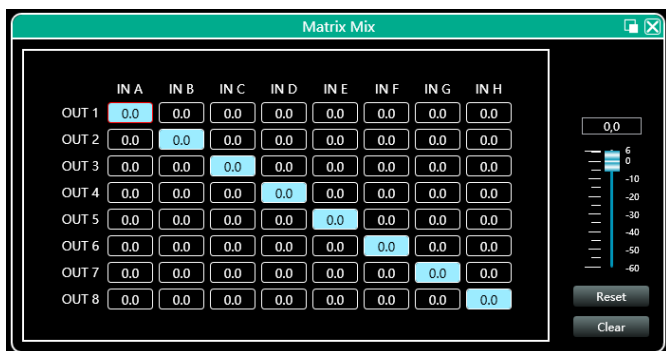 Matrix Mix
IN A IN B IN C IN D IN E IN F IN G IN H
OUT 1 0.0 0.0 0.0 0.0 0.0 0.0 0.0 0.0
OUT 2 0.0 0.0 0.0 0.0 0.0 0.0 0.0 0.0
OUT 3 0.0 0.0 0.0 0.0 0.0 0.0 0.0 0.0
OUT 4 0.0 0.0 0.0 0.0 0.0 0.0 0.0 0.0
OUT 5 0.0 0.0 0.0 0.0 0.0 0.0 0.0 0.0
OUT 6 0.0 0.0 0.0 0.0 0.0 0.0 0.0 0.0
OUT 7 0.0 0.0 0.0 0.0 0.0 0.0 0.0 0.0
OUT 8 0.0 0.0 0.0 0.0 0.0 0.0 0.0 0.0
0,0
6
0
-10
-20
-30
-40
-50
-60
Reset
Clear